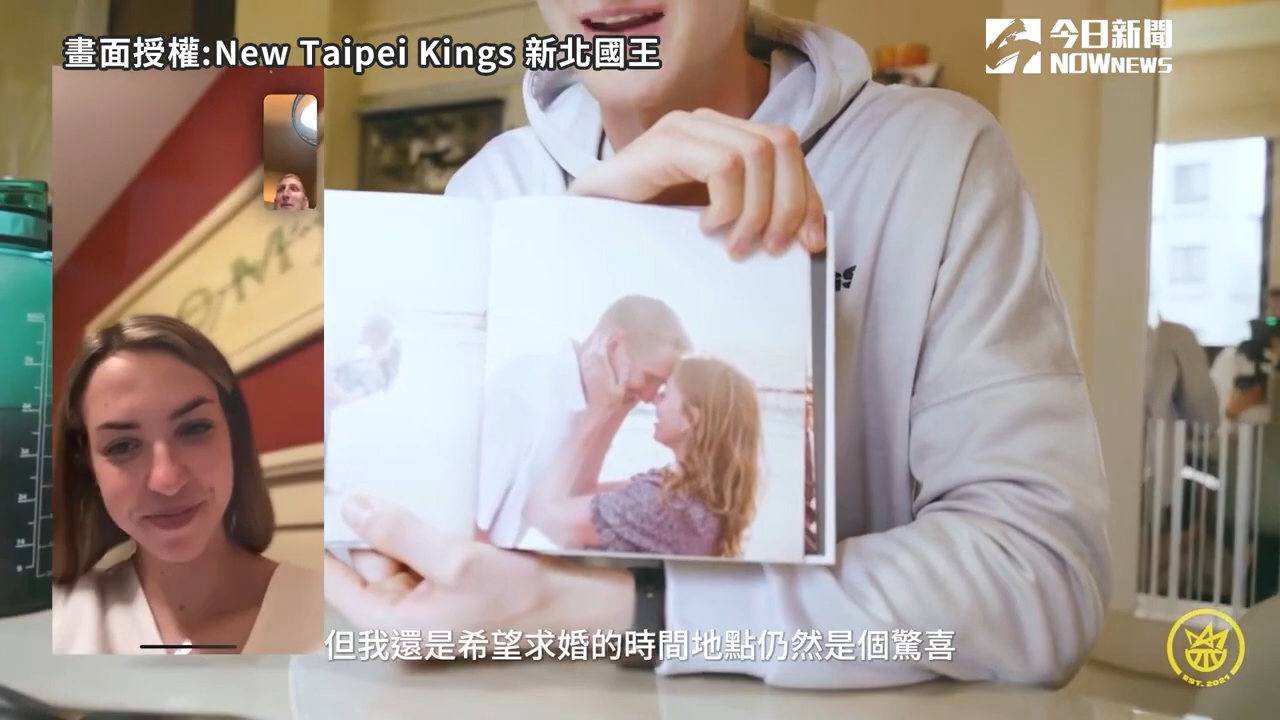 畫面授權:New Taipei Kings 新北國王
今日新聞
NOWNEWS
但我還是希望求婚的時間地點仍然是個驚喜
EST. 2021